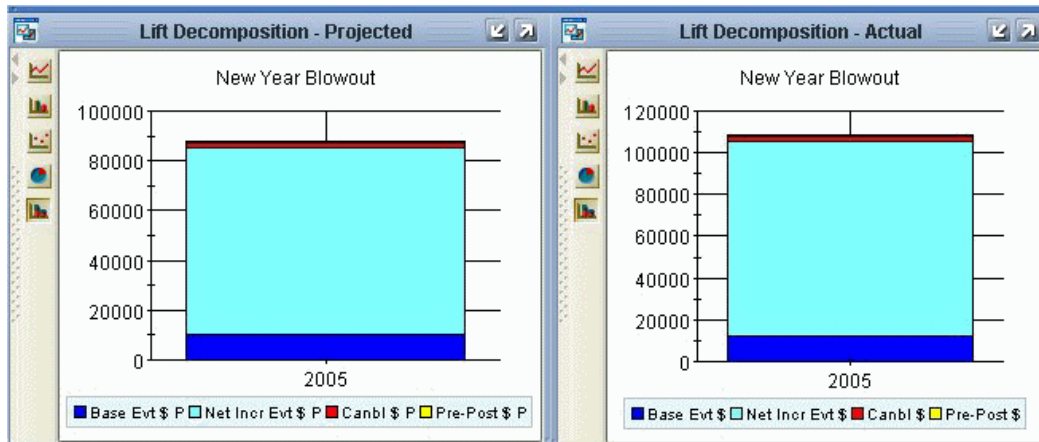 Lift Decomposition - Projected
New Year Blowout
100000
80000
60000
40000
20000
0
2005
Base Evt $ P Net Incr Evt $ P Canbl $ P Pre-Post $ P
Lift Decomposition - Actual
New Year Blowout
120000
100000
80000
60000
40000
20000
0
2005
Base Evt $ Net Incr Evt $ Canbl $ Pre-Post $